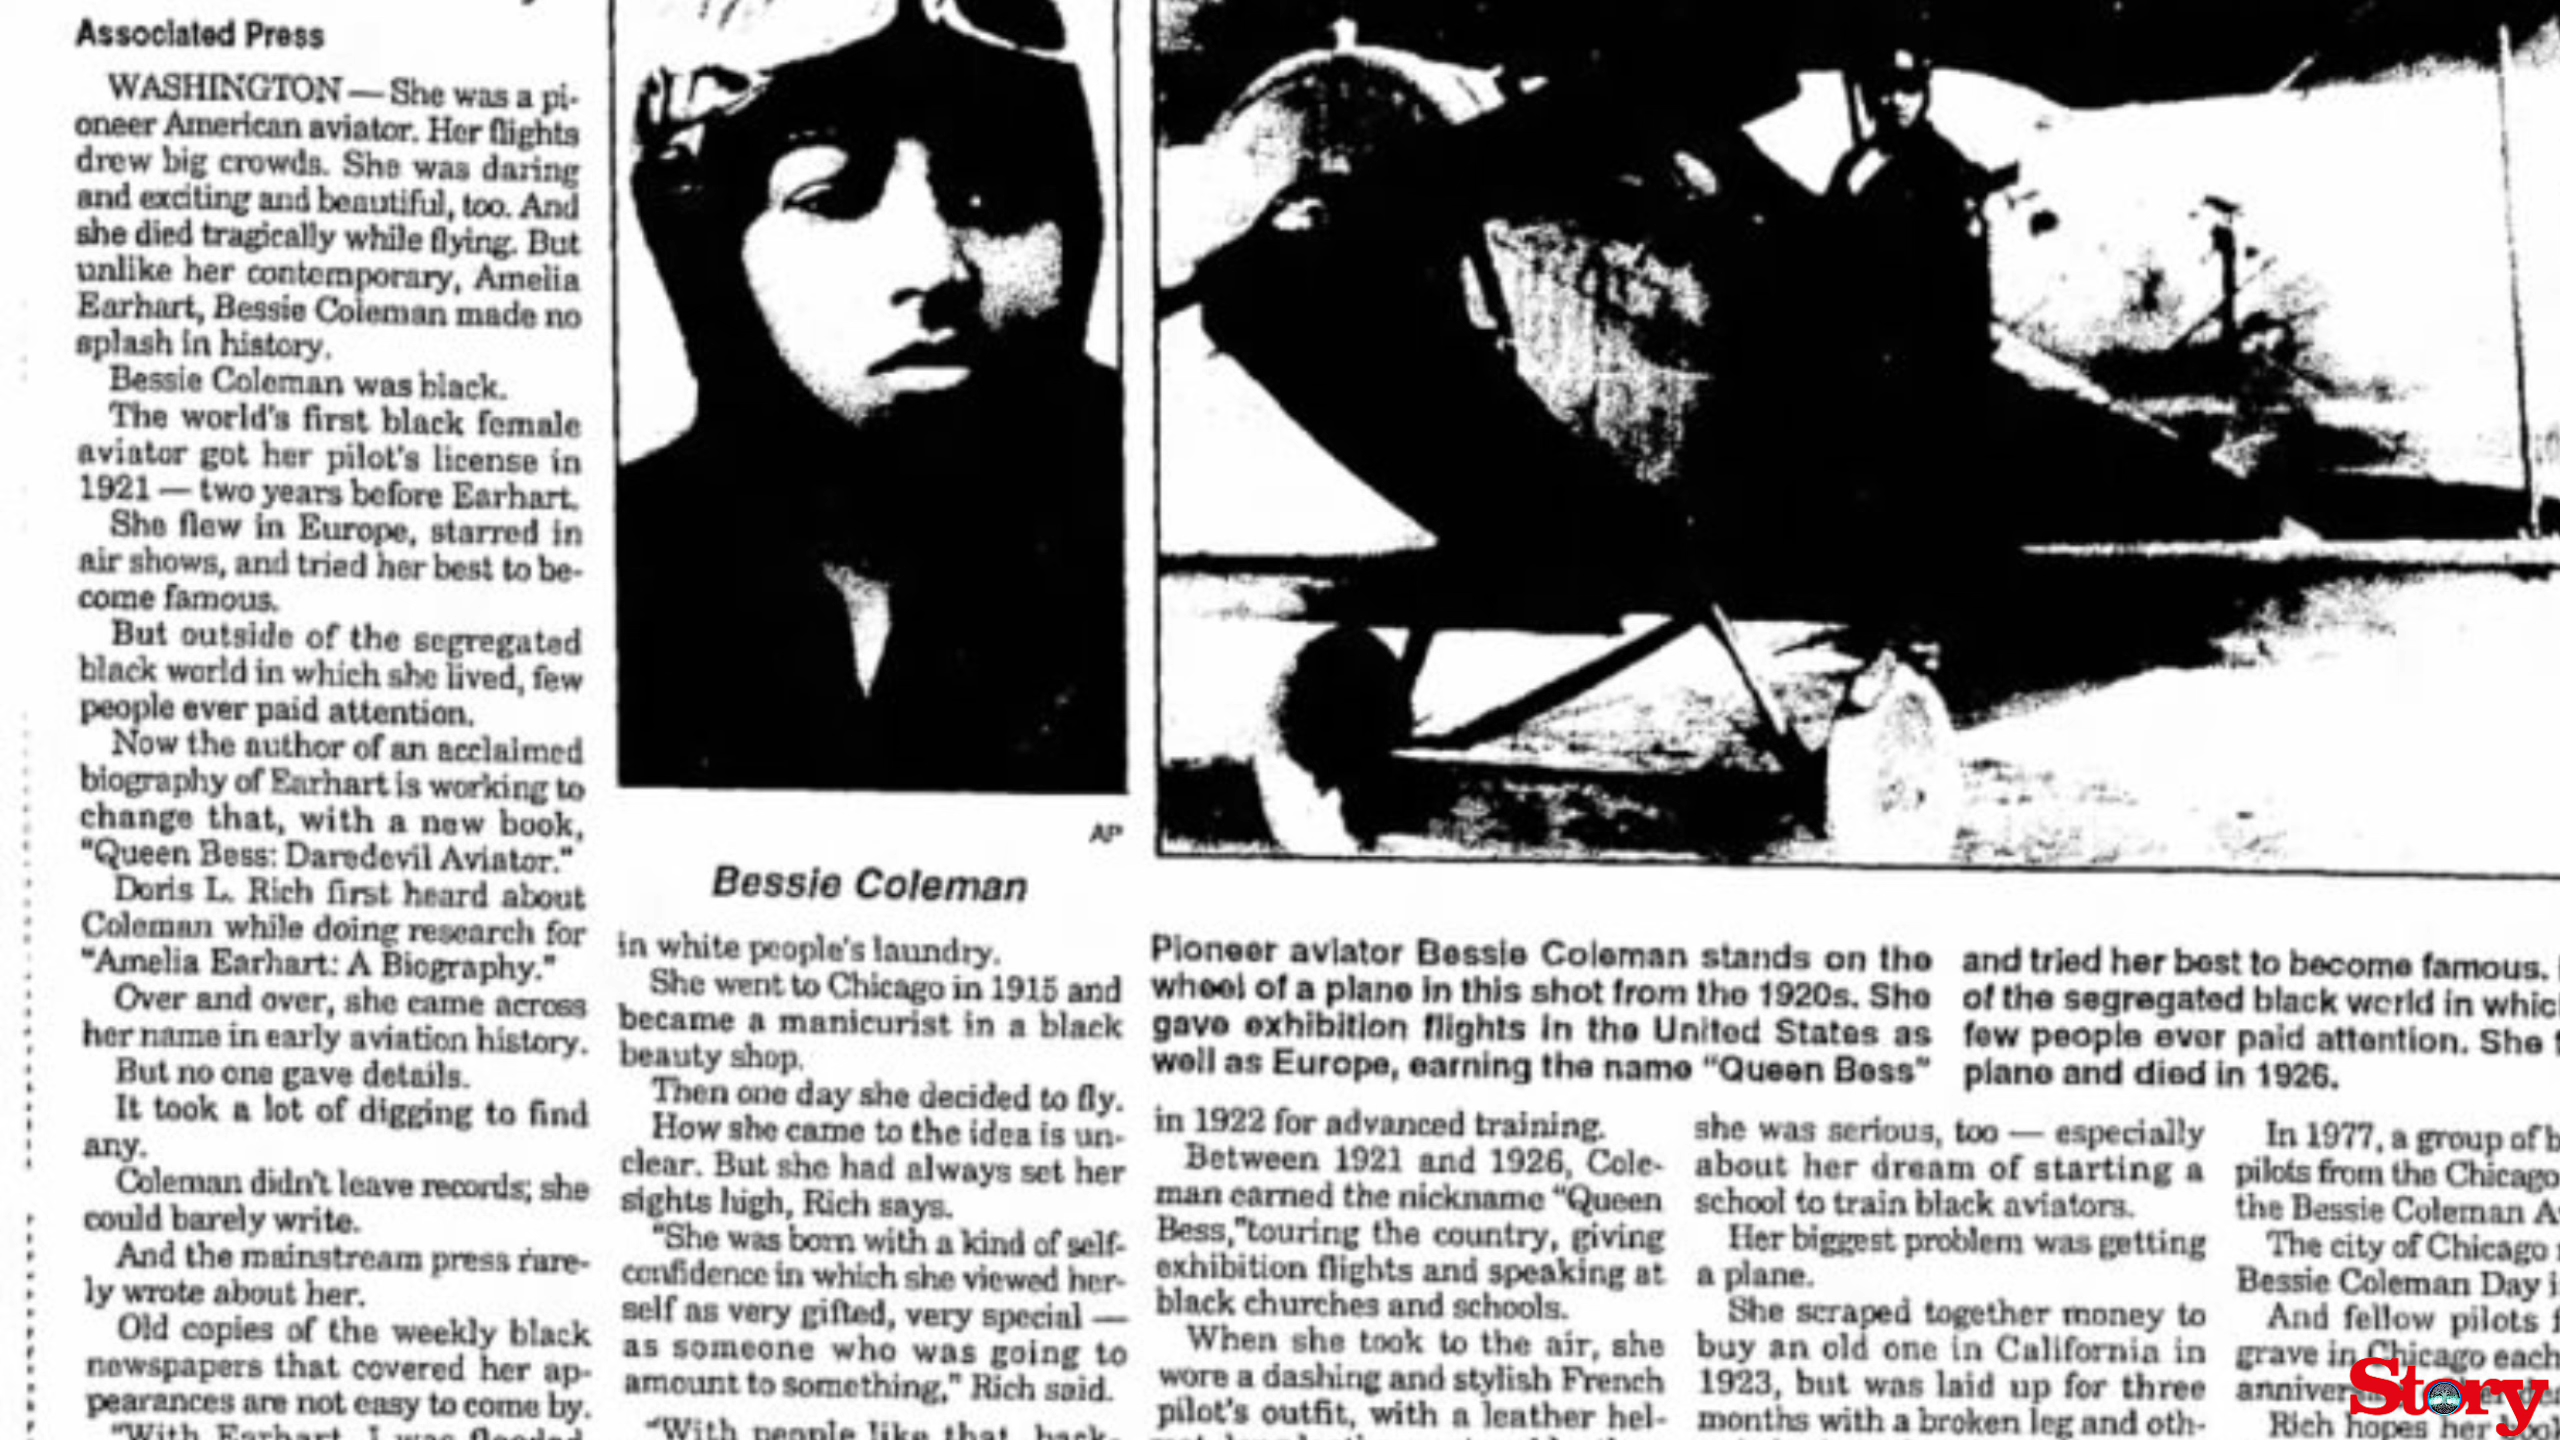 Associated Press
WASHINGTON — She was a pi-
oneer American aviator. Her flights
drew big crowds. She was daring
and exciting and beautiful, too. And
she died tragically while flying. But
unlike her contemporary, Amelia
Earhart, Bessie Coleman made no
splash in history.
Bessie Coleman was black.
The world's first black female
aviator got her pilot's license in
1921 — two years before Earhart.
She flew in Europe, starred in
air shows, and tried her best to be-
come famous.
But outside of the segregated
black world in which she lived, few
people ever paid attention.
Now the author of an acclaimed
biography of Earhart is working to
change that, with a new book,
"Queen Bess: Daredevil Aviator."
Doris L. Rich first heard about
Coleman while doing research for
"Amelia Earhart: A Biography."
Over and over, she came across
her name in early aviation history.
But no one gave details.
It took a lot of digging to find
any.
Coleman didn't leave records; she
could barely write.
And the mainstream press rare-
ly wrote about her.
Old copies of the weekly black
newspapers that covered her ap-
pearances are not easy to come by.
"With Earhart, I was flooded
AP
Bessie Coleman
in white people's laundry.
She went to Chicago in 1915 and
became a manicurist in a black
beauty shop.
Then one day she decided to fly.
How she came to the idea is un-
clear. But she had always set her
sights high, Rich says.
"She was born with a kind of self-
confidence in which she viewed her-
self as very gifted, very special —
as someone who was going to
amount to something," Rich said.
"With people like that, back-
Pioneer aviator Bessie Coleman stands on the
wheel of a plane in this shot from the 1920s. She
gave exhibition flights in the United States as
well as Europe, earning the name "Queen Bess"
and tried her best to become famous.
of the segregated black world in which
few people ever paid attention. She
plane and died in 1926.
in 1922 for advanced training.
Between 1921 and 1926, Cole-
man earned the nickname "Queen
Bess,"touring the country, giving
exhibition flights and speaking at
black churches and schools.
When she took to the air, she
wore a dashing and stylish French
pilot's outfit, with a leather hel-
she was serious, too — especially
about her dream of starting a
school to train black aviators.
Her biggest problem was getting
a plane.
She scraped together money to
buy an old one in California in
1923, but was laid up for three
months with a broken leg and oth-
In 1977, a group of
pilots from the Chicago
the Bessie Coleman
The city of Chicago
Bessie Coleman Day
And fellow pilots
grave in Chicago each
Rich hopes her
Story